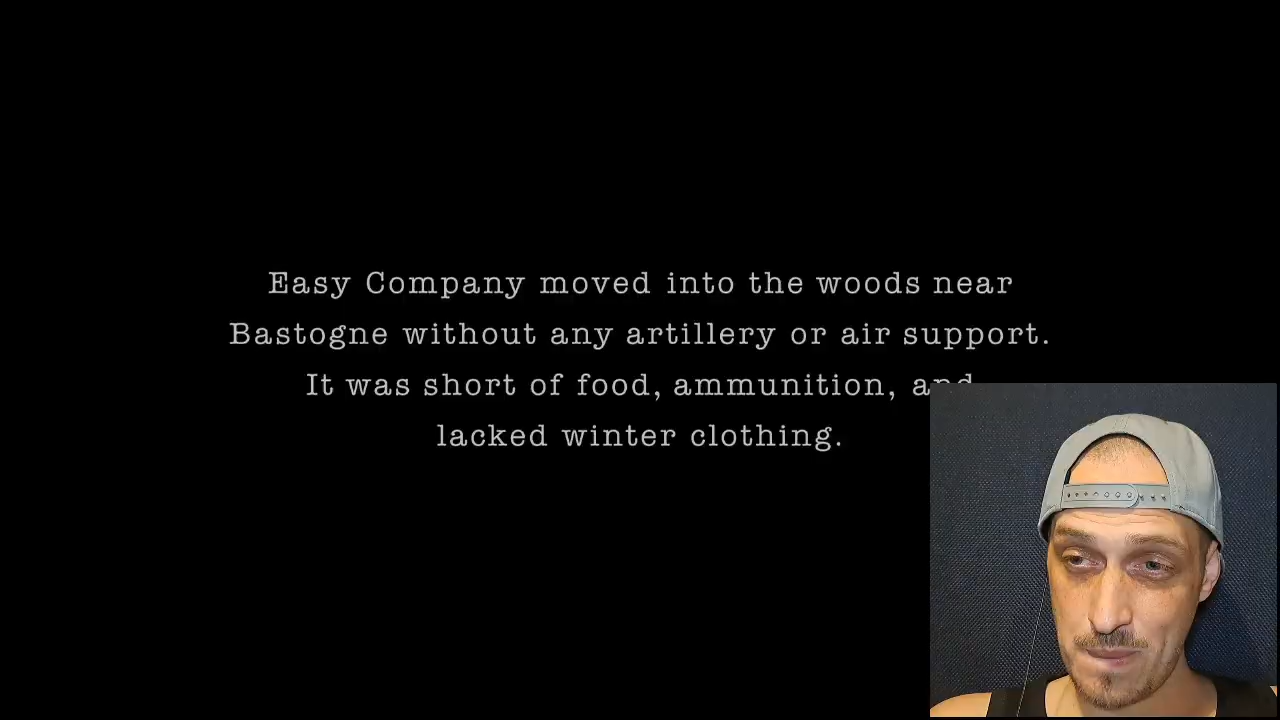 Easy Company moved into the woods near
Bastogne without any artillery or air support.
It was short of food, ammunition, and
lacked winter clothing.